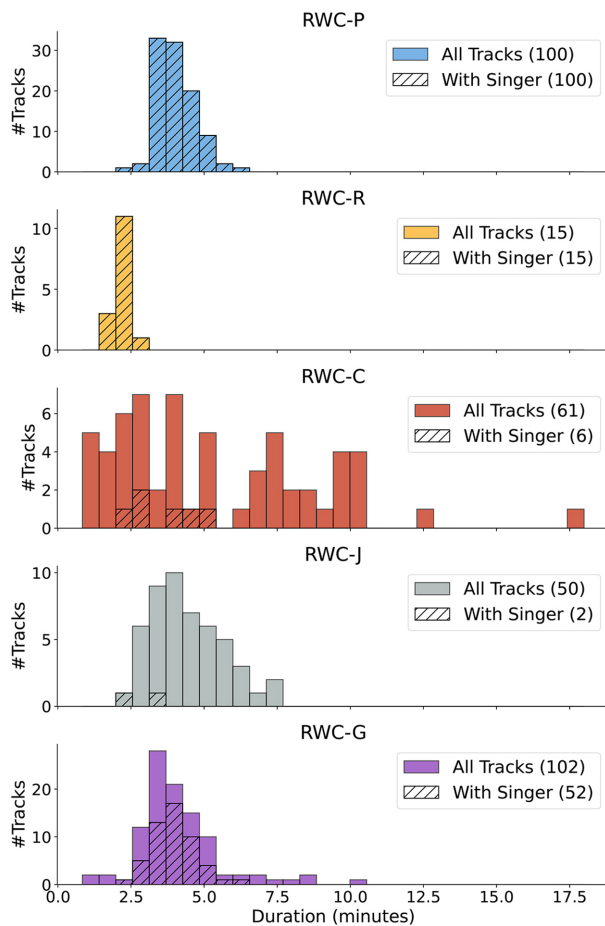 RWC-P
30
20
10
0
#Tracks
All Tracks (100)
With Singer (100)
RWC-R
10
5
0
#Tracks
All Tracks (15)
With Singer (15)
RWC-C
6
4
2
0
#Tracks
All Tracks (61)
With Singer (6)
RWC-J
10
5
0
#Tracks
All Tracks (50)
With Singer (2)
RWC-G
20
10
0
#Tracks
All Tracks (102)
With Singer (52)
0.0 2.5 5.0 7.5 10.0 12.5 15.0 17.5
Duration (minutes)